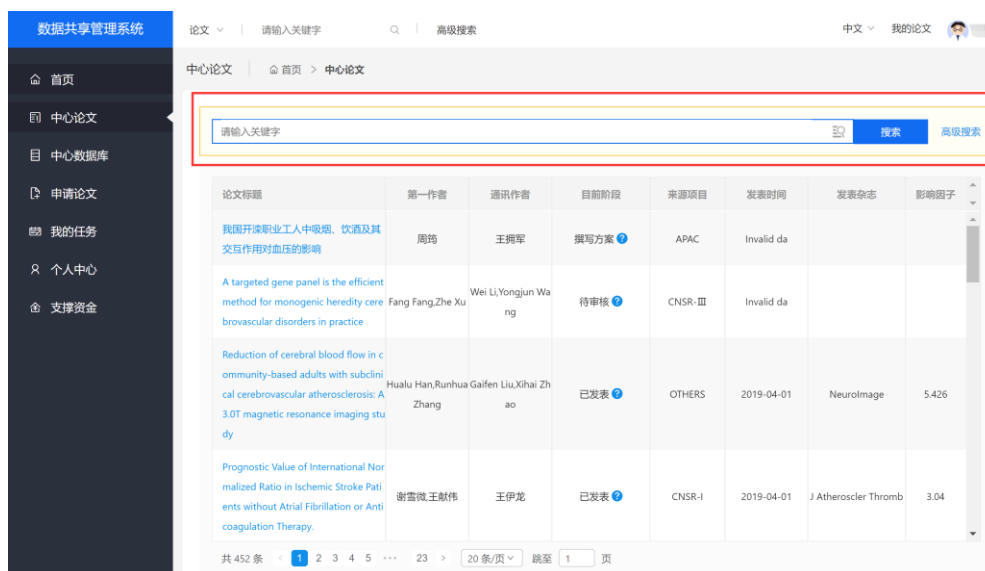 数据共享管理系统
论文 请输入关键字 高级搜索 中文 我的论文
首页
中心论文
中心数据库
申请论文
我的任务
个人中心
支撑资金
中心论文 首页 > 中心论文
请输入关键字 搜索 高级搜索
论文标题 第一作者 通讯作者 目前阶段 来源项目 发表时间 发表杂志 影响因子
我国开滦职业工人中吸烟、饮酒及其
交互作用对血压的影响
周筠 王拥军 撰写方案 ? APAC Invalid da
A targeted gene panel is the efficient
method for monogenic heredity cere
brovascular disorders in practice
Fang Fang,Zhe Xu
Wei Li,Yongjun Wa
ng
待审核 ? CNSR-Ⅲ Invalid da
Reduction of cerebral blood flow in c
ommunity-based adults with subclini
cal cerebrovascular atherosclerosis: A
3.0T magnetic resonance imaging stu
dy
Hualu Han,Runhua
Zhang
Gaifen Liu,Xihai Zh
ao
已发表 ? OTHERS 2019-04-01 NeuroImage 5.426
Prognostic Value of International Nor
malized Ratio in Ischemic Stroke Pati
ents without Atrial Fibrillation or Anti
coagulation Therapy.
谢雪微,王献伟 王伊龙 已发表 ? CNSR-I 2019-04-01 J Atheroscler Thromb 3.04
共 452 条 < 1 2 3 4 5 ••• 23 > 20 条/页 跳至 1 页